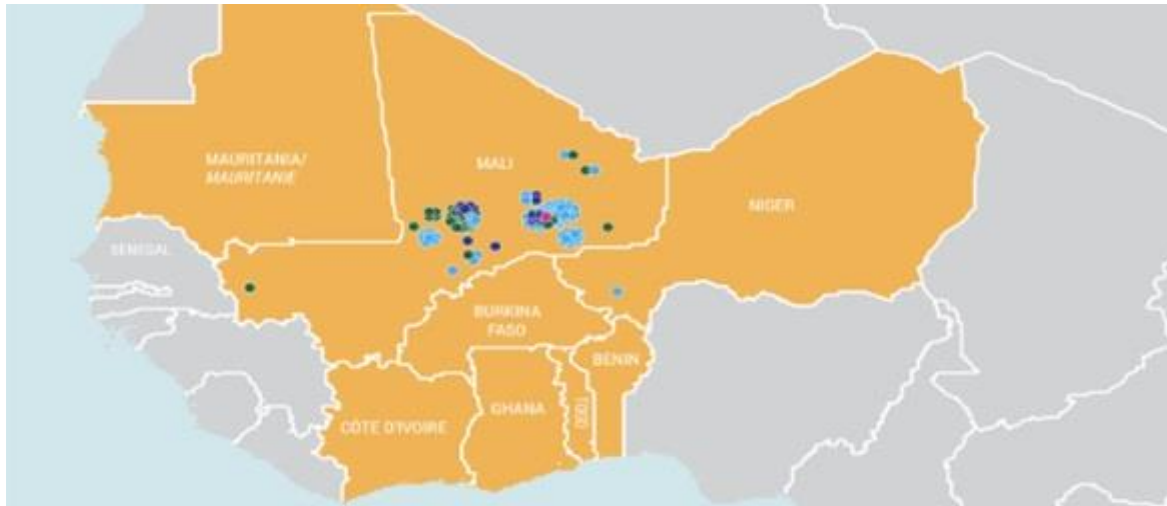 MAURITANIA/
MAURITANIE
MALI
NIGER
SENEGAL
BURKINA
FASO
BENIN
GHANA
TOGO
CÔTE D'IVOIRE